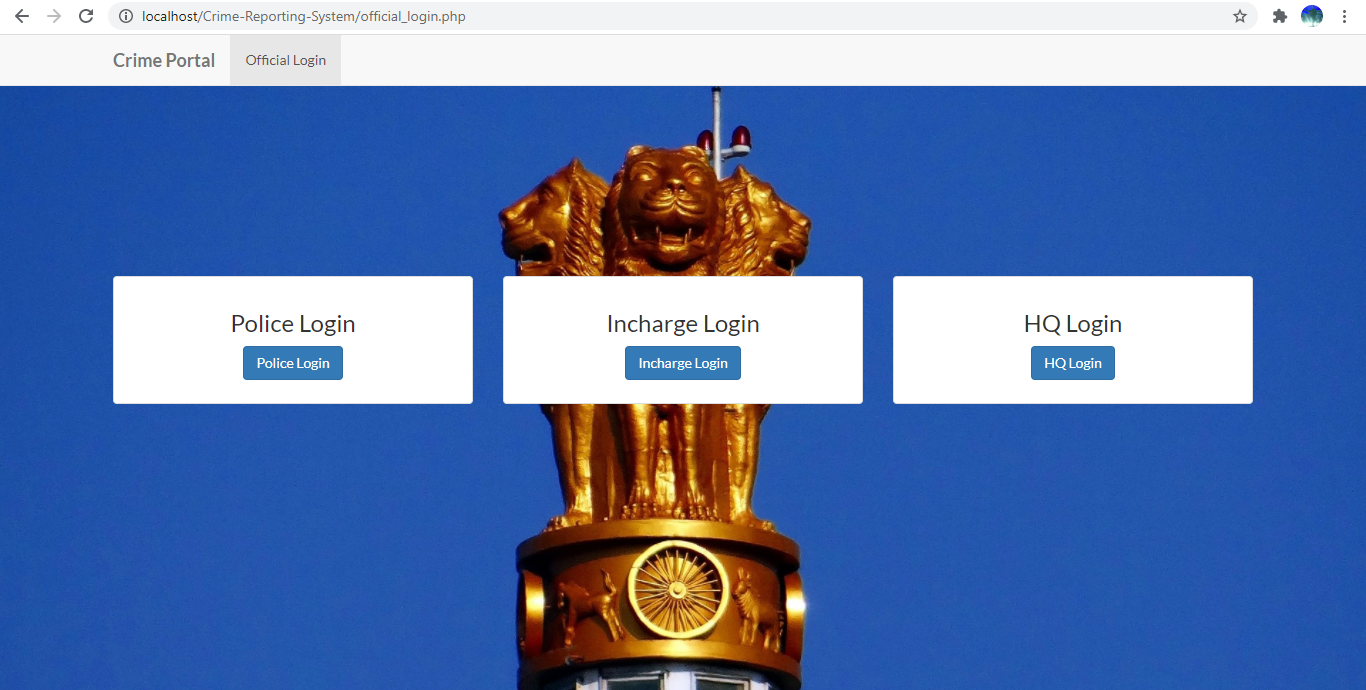 localhost/Crime-Reporting-System/official_login.php
Crime Portal Official Login
Police Login Incharge Login HQ Login
Police Login Incharge Login HQ Login